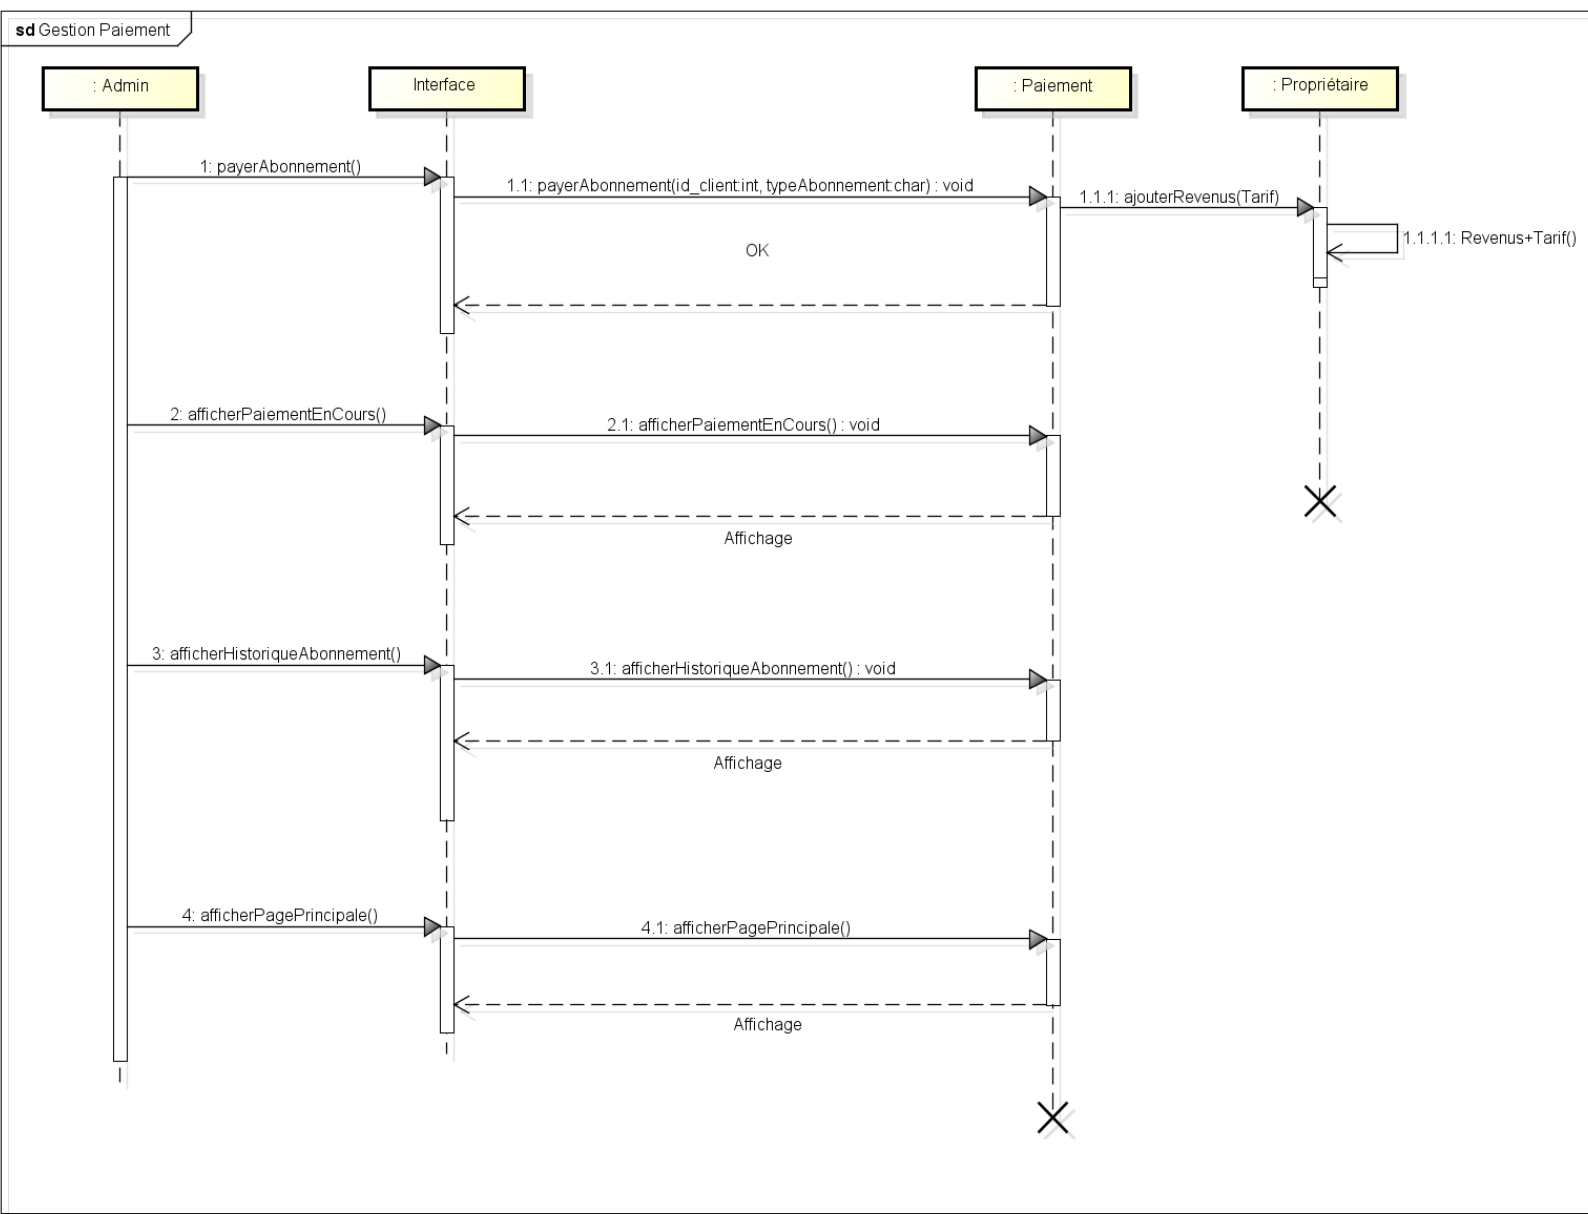 sd Gestion Paiement
: Admin
Interface
: Paiement
: Propriétaire
1: payerAbonnement()
1.1: payerAbonnement(id_client:int, typeAbonnement:char) : void
1.1.1: ajouterRevenus(Tarif)
1.1.1.1: Revenus+Tarif()
OK
2: afficherPaiementEnCours()
2.1: afficherPaiementEnCours() : void
Affichage
3: afficherHistoriqueAbonnement()
3.1: afficherHistoriqueAbonnement() : void
Affichage
4: afficherPagePrincipale()
4.1: afficherPagePrincipale()
Affichage